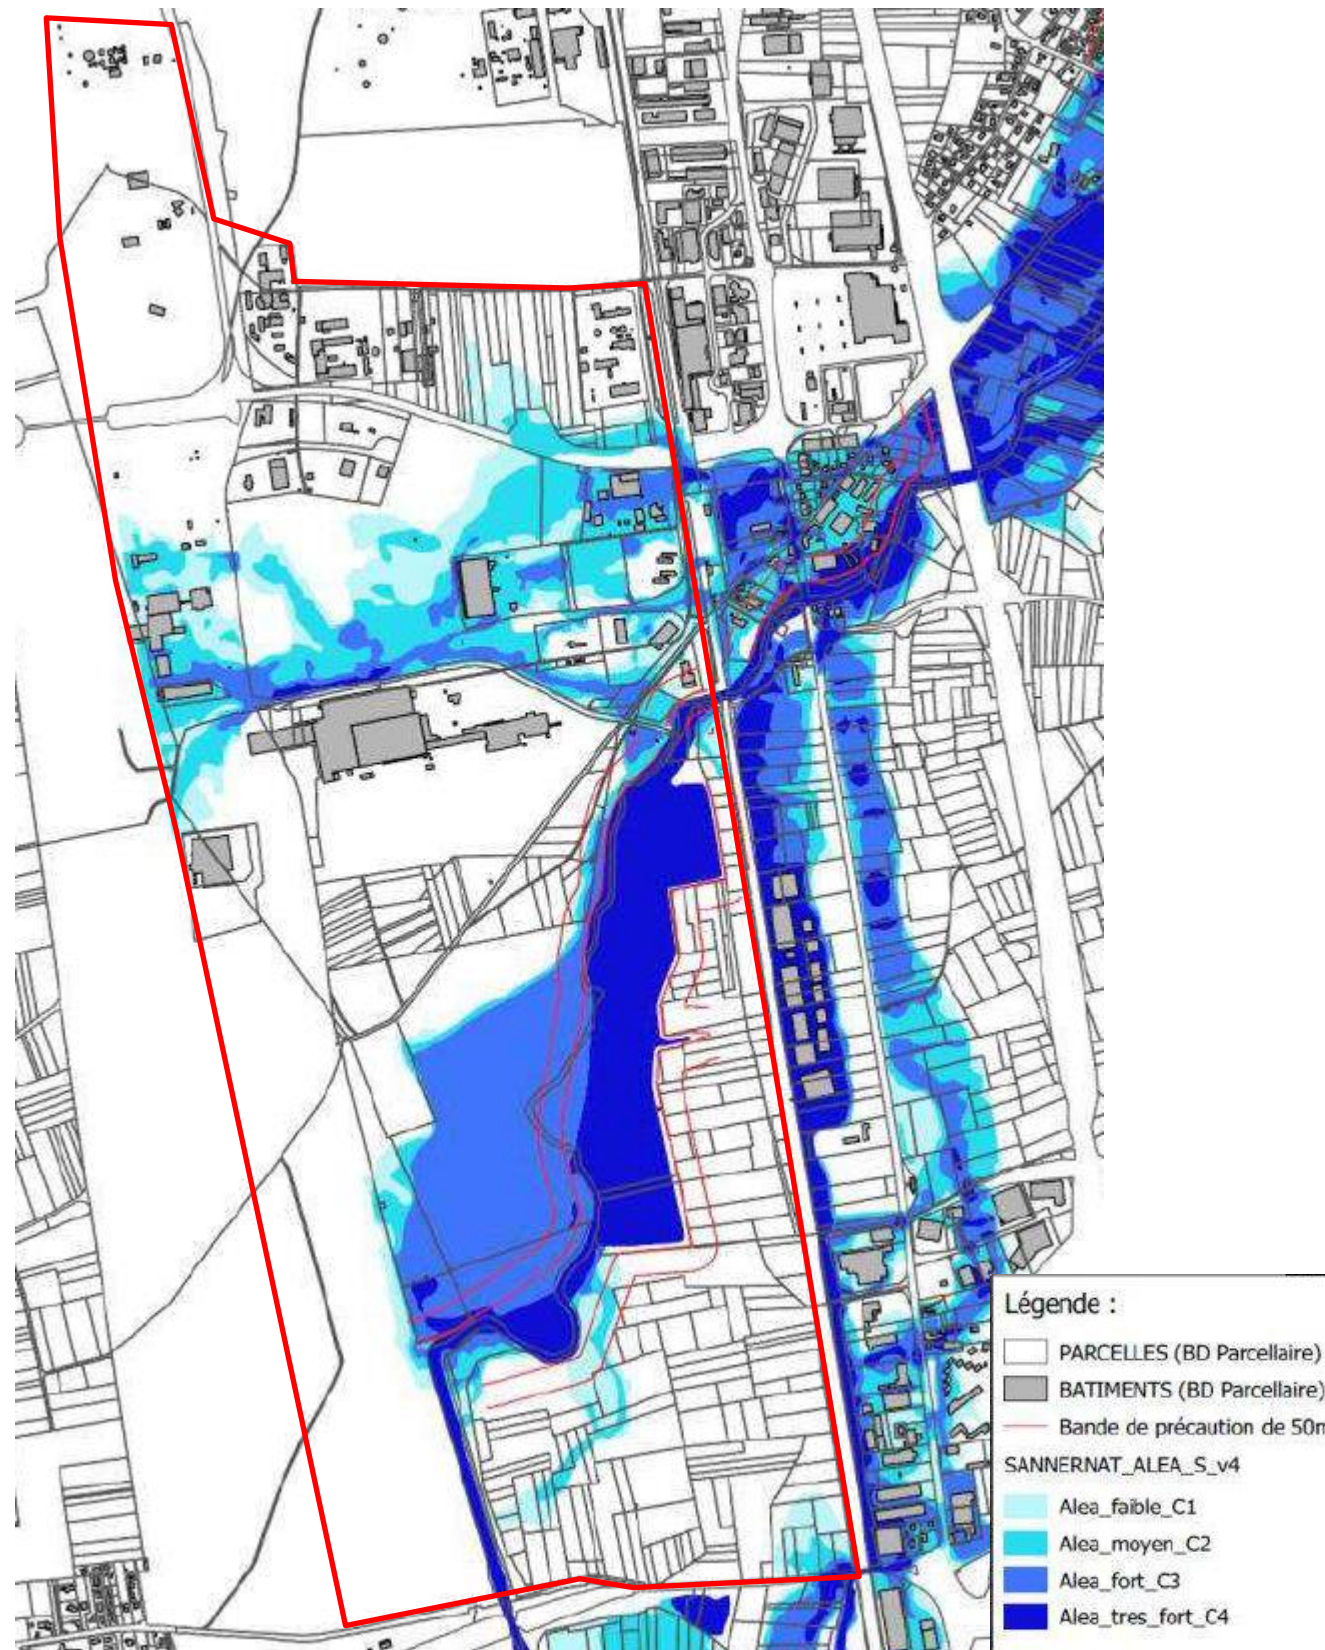 Légende :
PARCELLES (BD Parcellaire)
BATIMENTS (BD Parcellaire)
Bande de précaution de 50m
SANNERNAT_ALEA_S_v4
Alea_faible_C1
Alea_moyen_C2
Alea_fort_C3
Alea_tres_fort_C4